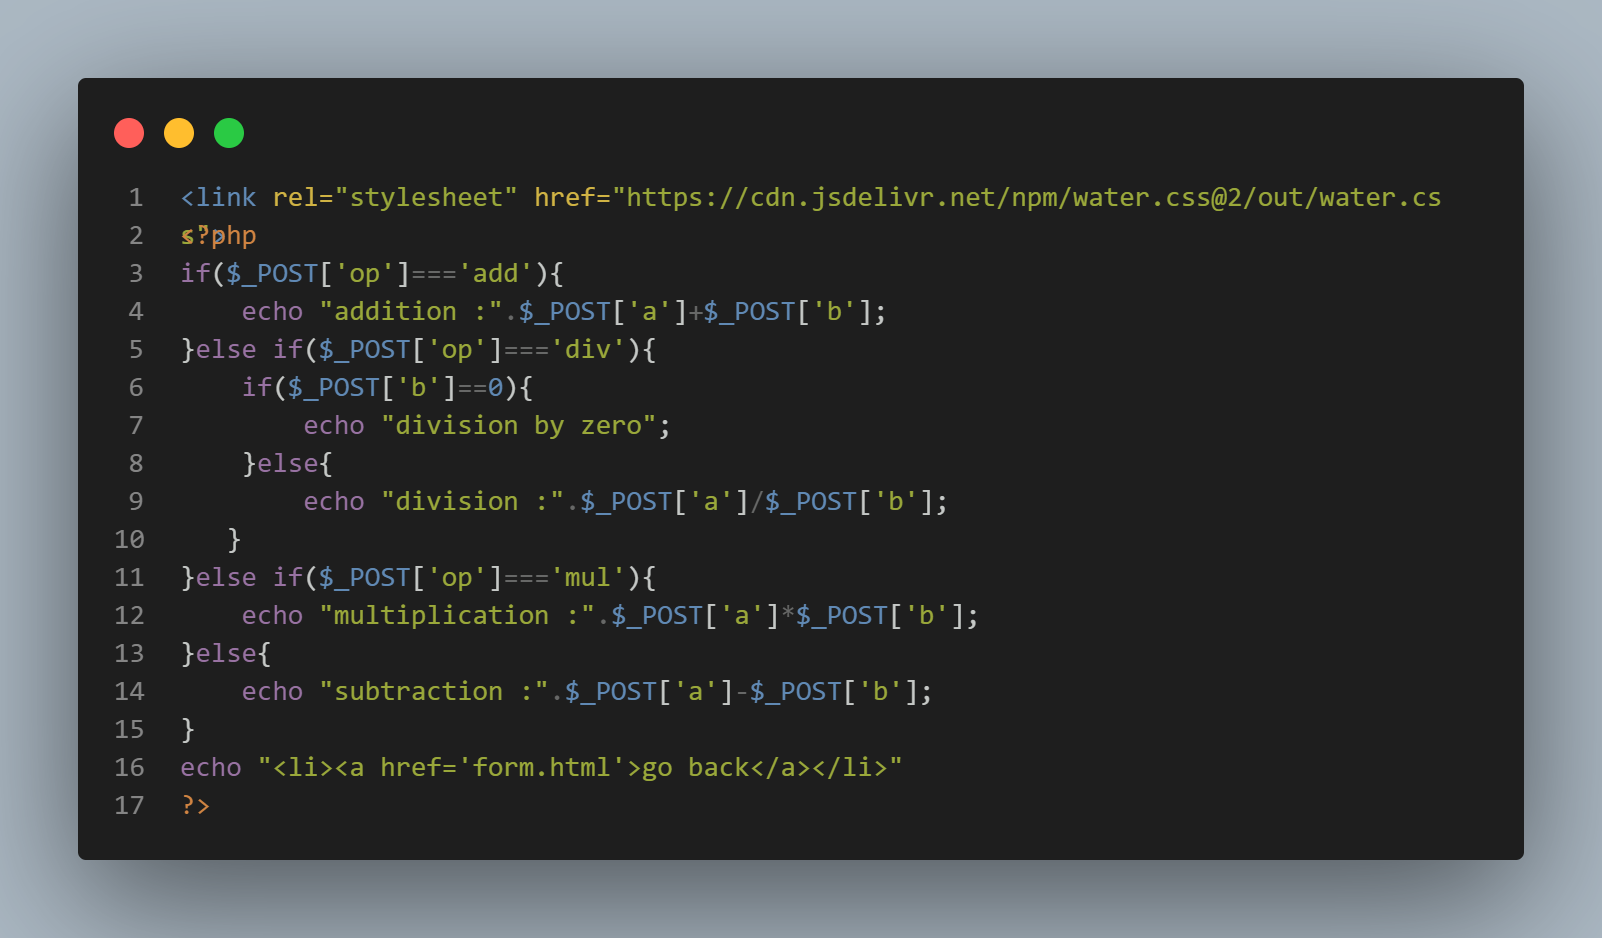 1 <link rel="stylesheet" href="https://cdn.jsdelivr.net/npm/water.css@2/out/water.cs
s">
2 <?php
3 if($_POST['op']==='add'){
4     echo "addition :".$_POST['a']+$_POST['b'];
5 }else if($_POST['op']==='div'){
6     if($_POST['b']==0){
7         echo "division by zero";
8     }else{
9         echo "division :".$_POST['a']/$_POST['b'];
10    }
11 }else if($_POST['op']==='mul'){
12     echo "multiplication :".$_POST['a']*$_POST['b'];
13 }else{
14     echo "subtraction :".$_POST['a']-$_POST['b'];
15 }
16 echo "<li><a href='form.html'>go back</a></li>"
17 ?>